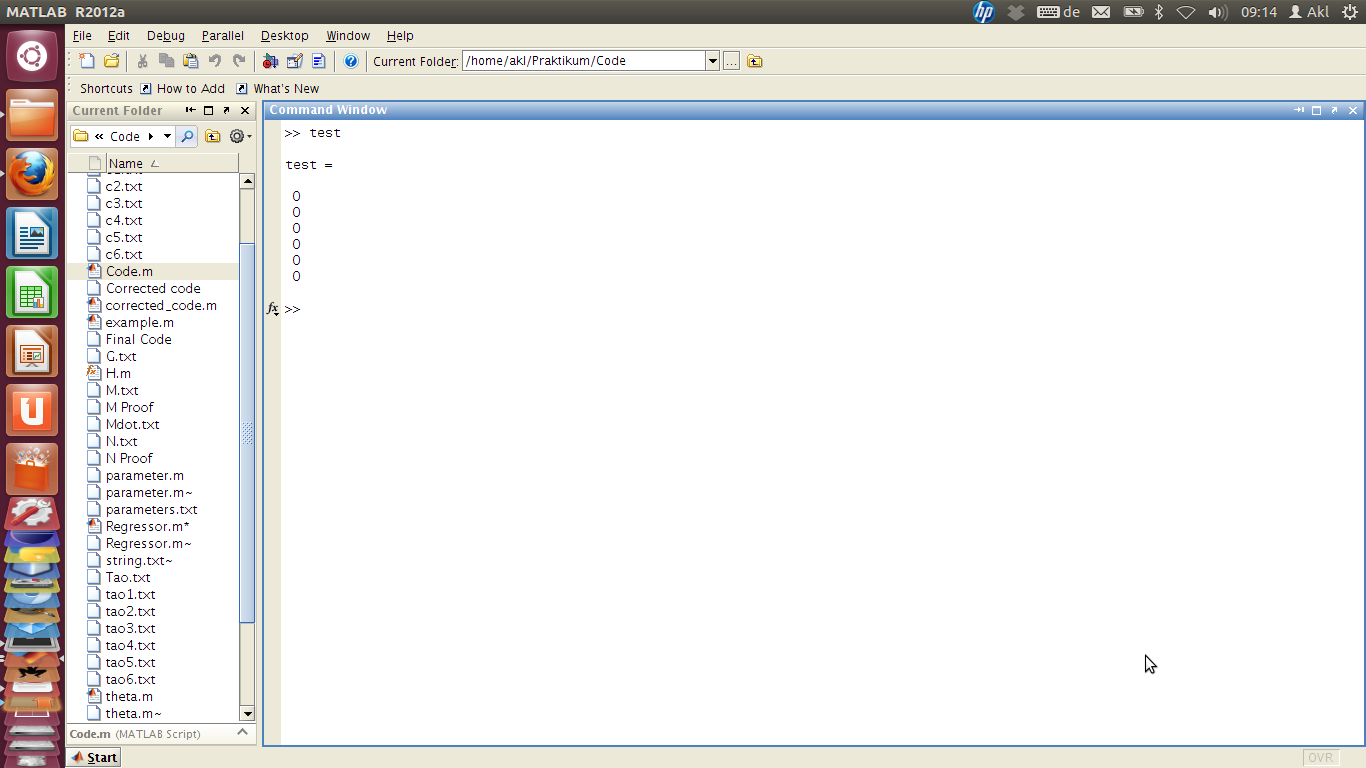 MATLAB R2012a
de
09:14
Akl
File Edit Debug Parallel Desktop Window Help
Current Folder: /home/akl/Praktikum/Code
...
Shortcuts How to Add What's New
Current Folder
« Code
Name
c2.txt
c3.txt
c4.txt
c5.txt
c6.txt
Code.m
Corrected code
corrected_code.m
example.m
Final Code
G.txt
H.m
M.txt
M Proof
Mdot.txt
N.txt
N Proof
parameter.m
parameter.m~
parameters.txt
Regressor.m*
Regressor.m~
string.txt~
Tao.txt
tao1.txt
tao2.txt
tao3.txt
tao4.txt
tao5.txt
tao6.txt
theta.m
theta.m~
Code.m (MATLAB Script)
Start
Command Window
>> test
test =
0
0
0
0
0
0
fx >>
OVR